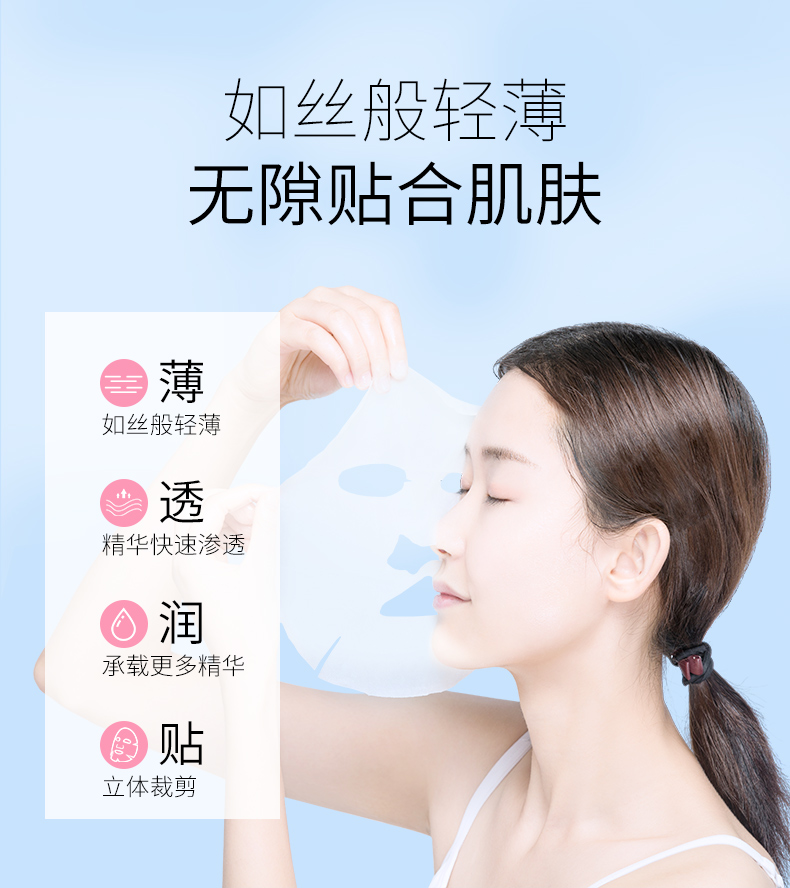 如丝般轻薄
无隙贴合肌肤
薄
如丝般轻薄
透
精华快速渗透
润
承载更多精华
贴
立体裁剪